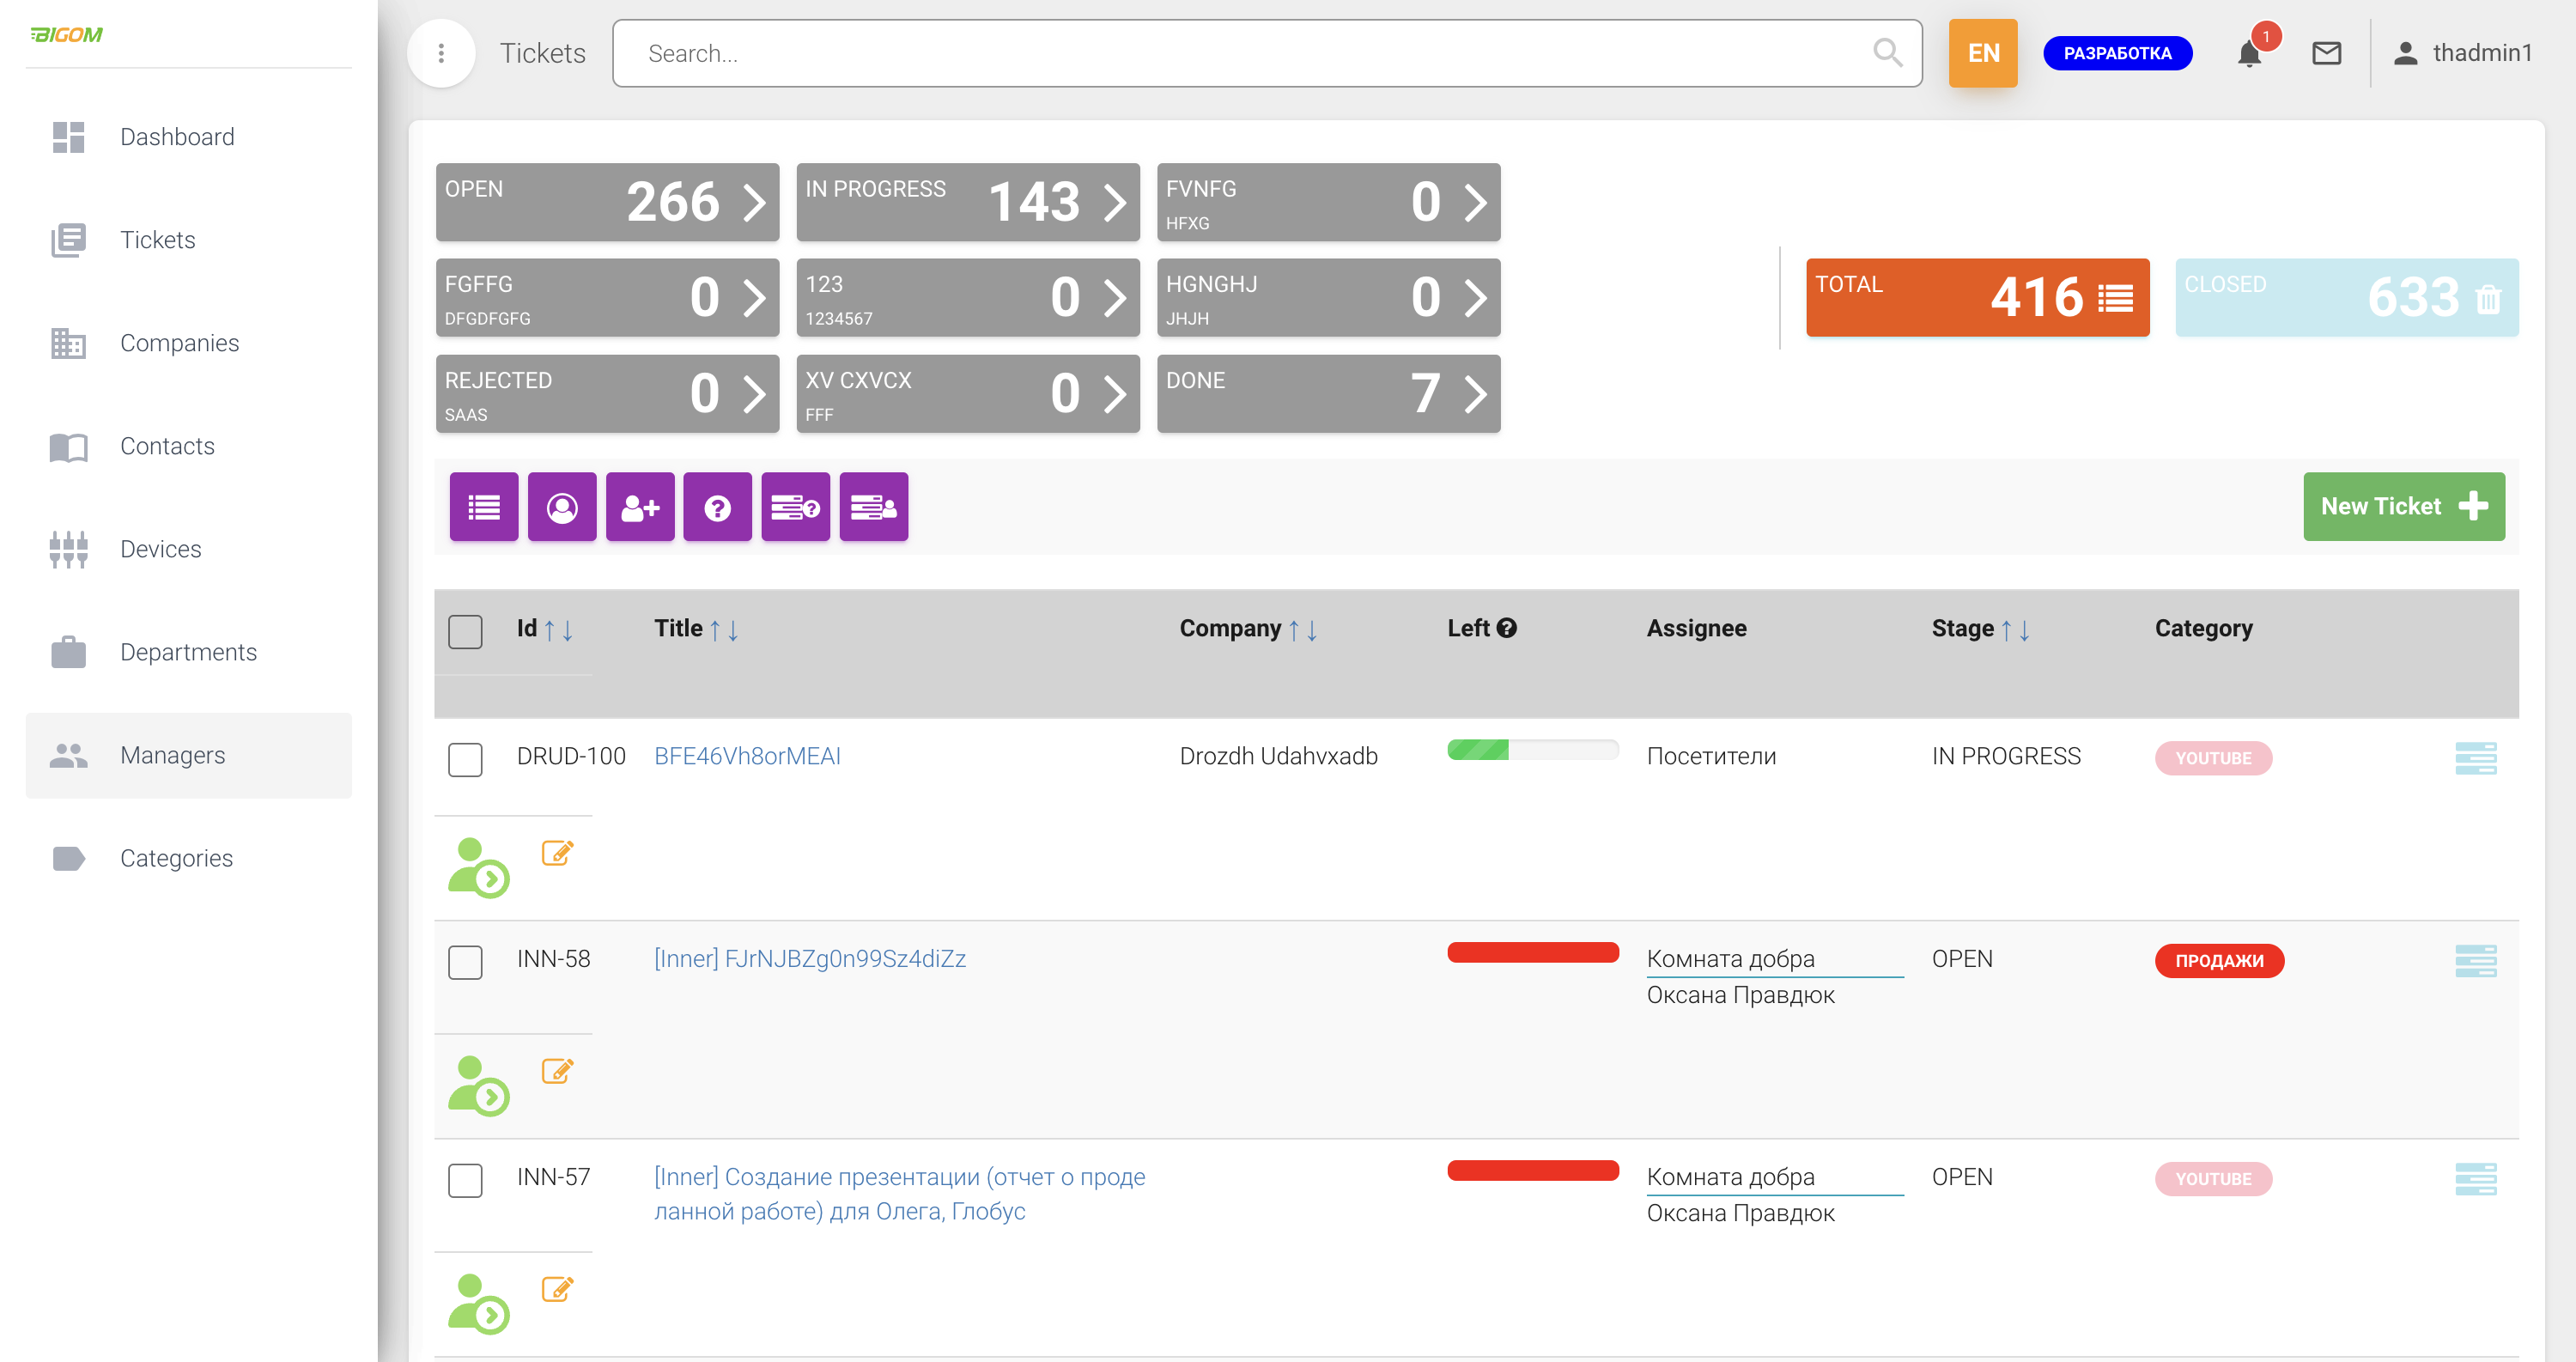 BIGOM
Dashboard
Tickets
Companies
Contacts
Devices
Departments
Managers
Categories
Tickets
Search...
EN
РАЗРАБОТКА
1
thadmin1
OPEN
266
IN PROGRESS
143
FVNFG
HFXG
0
FGFFG
DFGDFGFG
0
123
1234567
0
HGNGHJ
JHJH
0
REJECTED
SAAS
0
XV CXVCX
FFF
0
DONE
7
TOTAL
416
CLOSED
633
New Ticket
Id ↑↓ Title ↑↓ Company ↑↓ Left Assignee Stage ↑↓ Category
DRUD-100 BFE46Vh8orMEAI Drozdh Udahvxadb Посетители IN PROGRESS YOUTUBE
INN-58 [Inner] FJrNJBZg0n99Sz4diZz Комната добра OPEN ПРОДАЖИ
Оксана Правдюк
INN-57 [Inner] Создание презентации (отчет о проде Комната добра OPEN YOUTUBE
ланной работе) для Олега, Глобус Оксана Правдюк